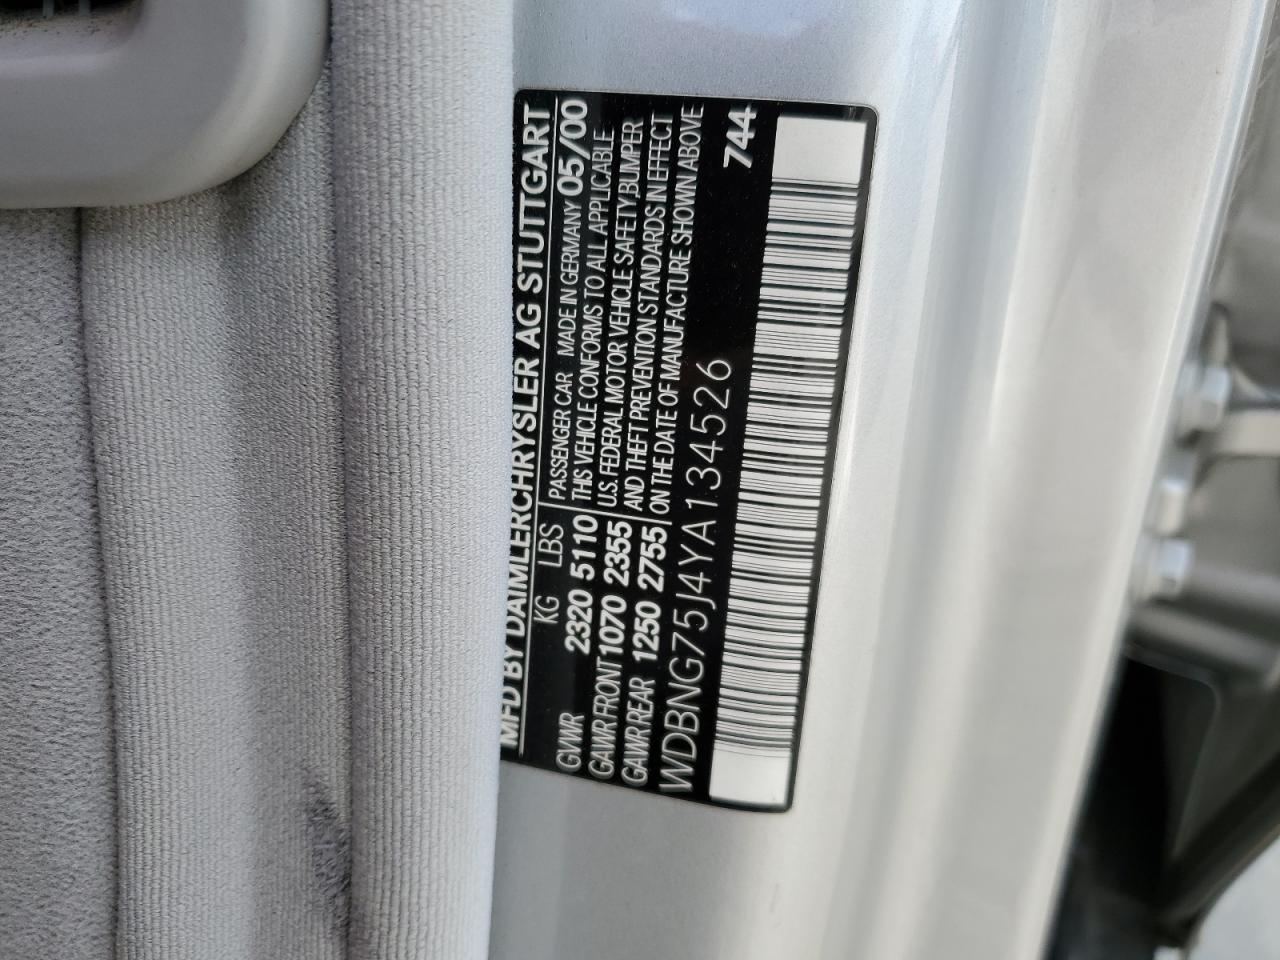 MFD BY DAIMLERCHRYSLER AG STUTTGART
KG LBS
PASSENGER CAR MADE IN GERMANY 05/00
GVWR 2320 5110 THIS VEHICLE CONFORMS TO ALL APPLICABLE
GAWR FRONT 1070 2355 U.S. FEDERAL MOTOR VEHICLE SAFETY, BUMPER,
GAWR REAR 1250 2755 AND THEFT PREVENTION STANDARDS IN EFFECT
ON THE DATE OF MANUFACTURE SHOWN ABOVE
WDBNG75J4YA134526 744